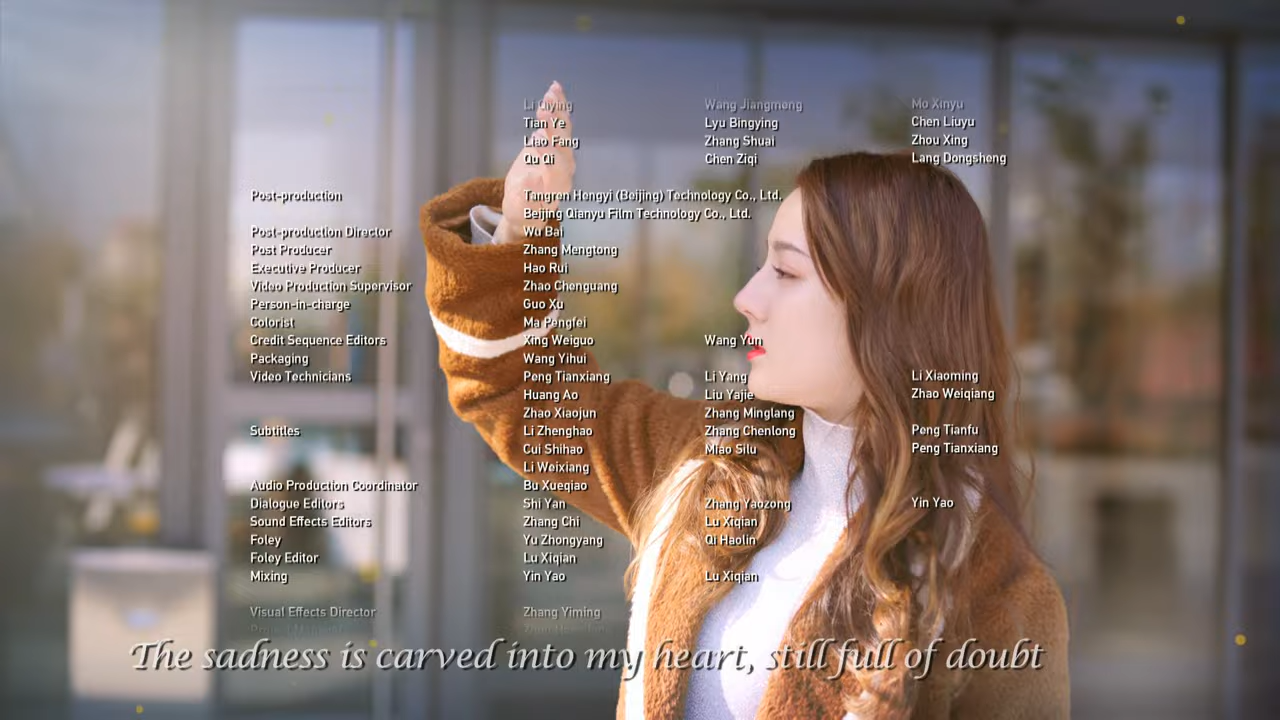 Li Qiying Wang Jiangmeng Mo Xinyu
Tian Ye Lyu Bingying Chen Liuyu
Liao Fang Zhang Shuai Zhou Xing
Qu Qi Chen Ziqi Lang Dongsheng
Post-production Tangren Hengyi (Beijing) Technology Co., Ltd.
Beijing Qianyu Film Technology Co., Ltd.
Post-production Director Wu Bai
Post Producer Zhang Mengtong
Executive Producer Hao Rui
Video Production Supervisor Zhao Chenguang
Person-in-charge Guo Xu
Colorist Ma Pengfei
Credit Sequence Editors Xing Weiguo Wang Yun
Packaging Wang Yihui
Video Technicians Peng Tianxiang Li Yang Li Xiaoming
Huang Ao Liu Yajie Zhao Weiqiang
Zhao Xiaojun Zhang Minglang
Subtitles Li Zhenghao Zhang Chenlong Peng Tianfu
Cui Shihao Miao Silu Peng Tianxiang
Li Weixiang
Audio Production Coordinator Bu Xueqiao
Dialogue Editors Shi Yan Zhang Yaozong Yin Yao
Sound Effects Editors Zhang Chi Lu Xiqian
Foley Yu Zhongyang Qi Haolin
Foley Editor Lu Xiqian
Mixing Yin Yao Lu Xiqian
Visual Effects Director Zhang Yiming
The sadness is carved into my heart, still full of doubt